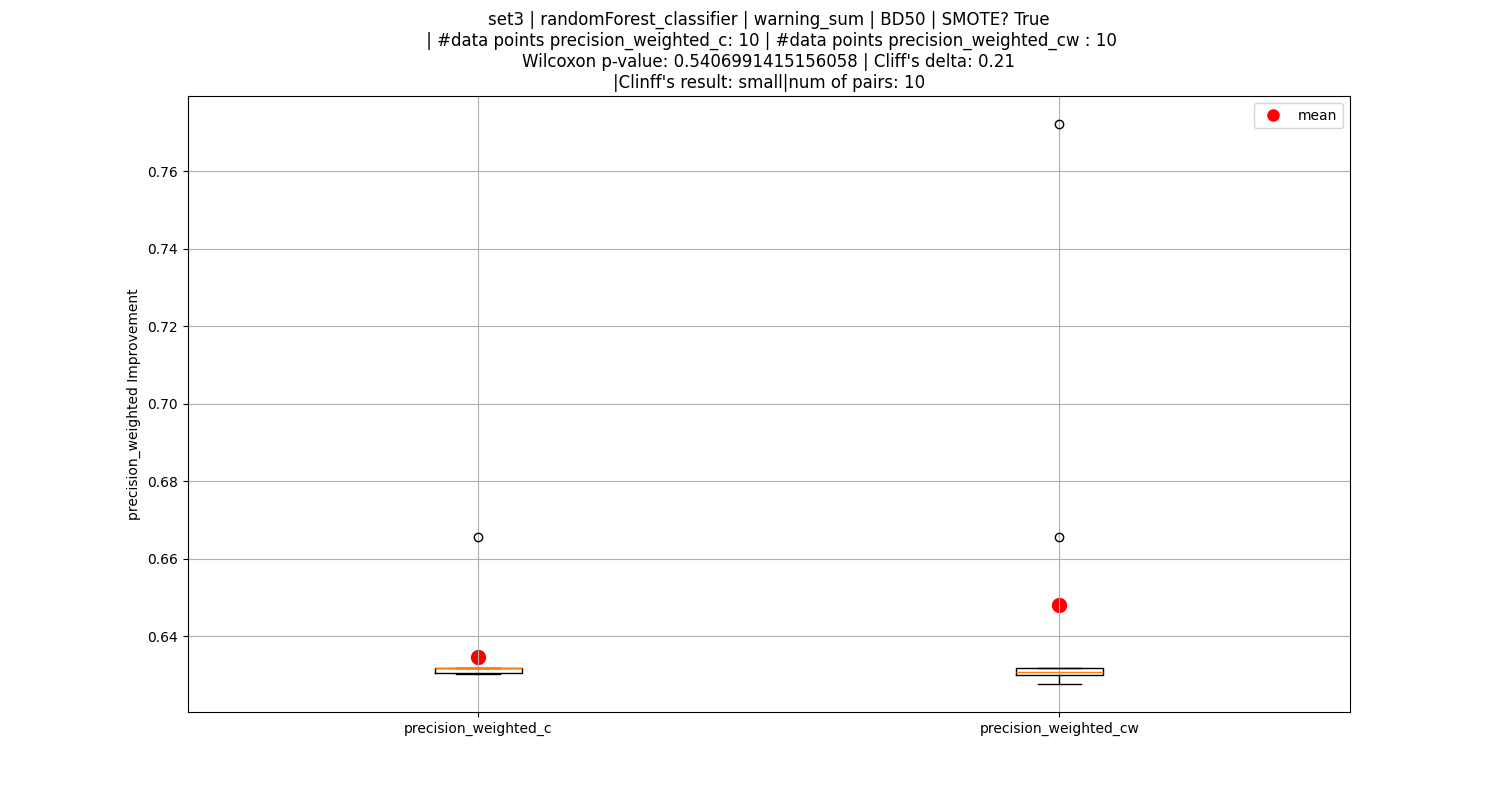 set3 | randomForest_classifier | warning_sum | BD50 | SMOTE? True
| #data points precision_weighted_c: 10 | #data points precision_weighted_cw : 10
Wilcoxon p-value: 0.5406991415156058 | Cliff's delta: 0.21
|Clinff's result: small|num of pairs: 10
mean
precision_weighted Improvement
0.76
0.74
0.72
0.70
0.68
0.66
0.64
precision_weighted_c
precision_weighted_cw